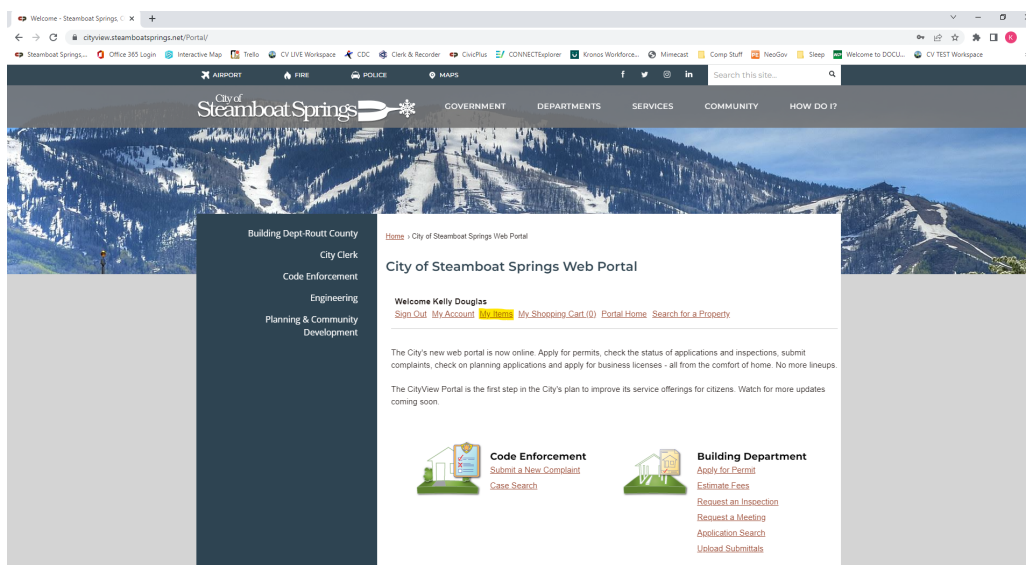 Welcome - Steamboat Springs, C
cityview.steamboatsprings.net/Portal/
Steamboat Springs,... Office 365 Login Interactive Map Trello CV LIVE Workspace CDC Clerk & Recorder CivicPlus CONNECTExplorer Kronos Workforce... Mimecast Comp Stuff NeoGov Sleep Welcome to DOCU... CV TEST Workspace
AIRPORT FIRE POLICE MAPS Search this site...
City of
Steamboat Springs GOVERNMENT DEPARTMENTS SERVICES COMMUNITY HOW DO I?
Building Dept-Routt County
City Clerk
Code Enforcement
Engineering
Planning & Community
Development
Home › City of Steamboat Springs Web Portal
City of Steamboat Springs Web Portal
Welcome Kelly Douglas
Sign Out My Account My Items My Shopping Cart (0) Portal Home Search for a Property
The City's new web portal is now online. Apply for permits, check the status of applications and inspections, submit
complaints, check on planning applications and apply for business licenses - all from the comfort of home. No more lineups.
The CityView Portal is the first step in the City's plan to improve its service offerings for citizens. Watch for more updates
coming soon.
Code Enforcement
Submit a New Complaint
Case Search
Building Department
Apply for Permit
Estimate Fees
Request an Inspection
Request a Meeting
Application Search
Upload Submittals